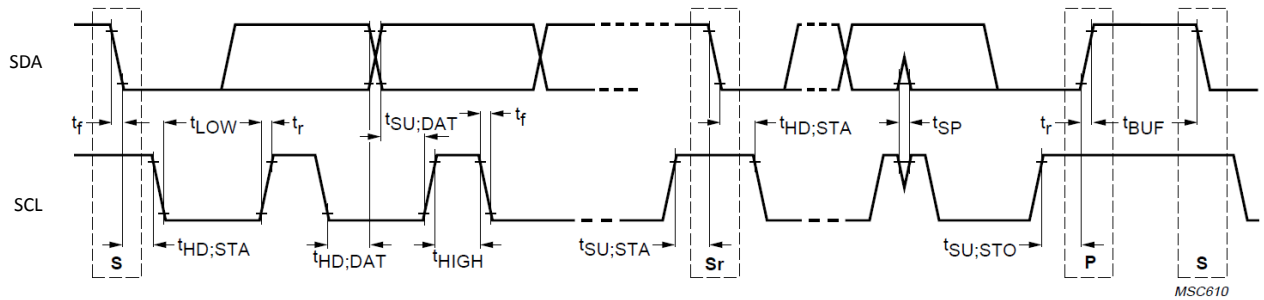 SDA
tf tLOW tr tSU;DAT tf tHD;STA tSP tr tBUF
SCL
tHD;STA tHD;DAT tHIGH tSU;STA tSU;STO
S Sr P S
MSC610